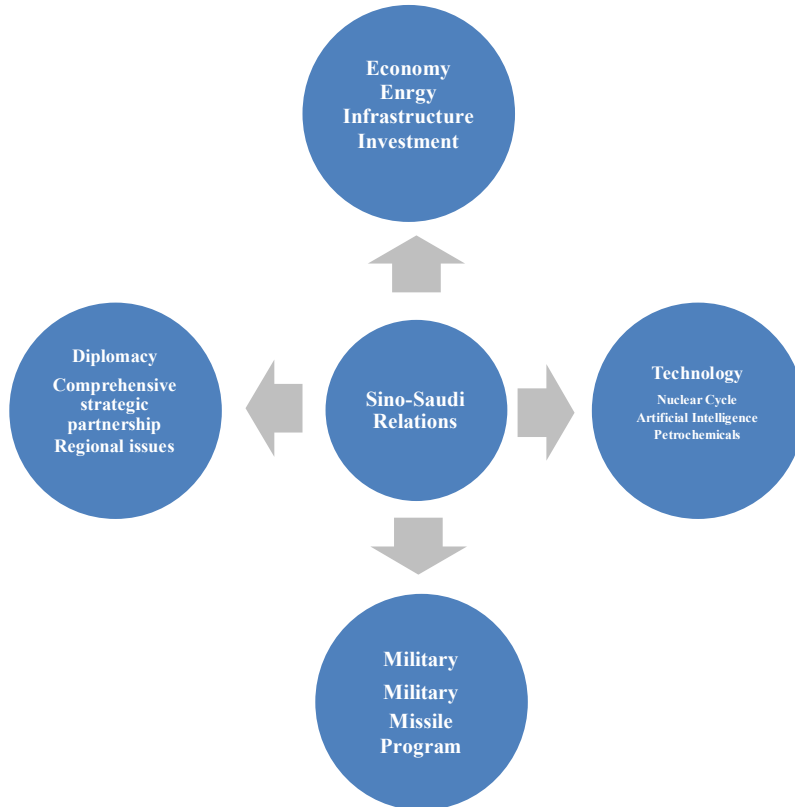 Economy
Enrgy
Infrastructure
Investment
Diplomacy
Comprehensive
strategic
partnership
Regional issues
Sino-Saudi
Relations
Technology
Nuclear Cycle
Artificial Intelligence
Petrochemicals
Military
Military
Missile
Program